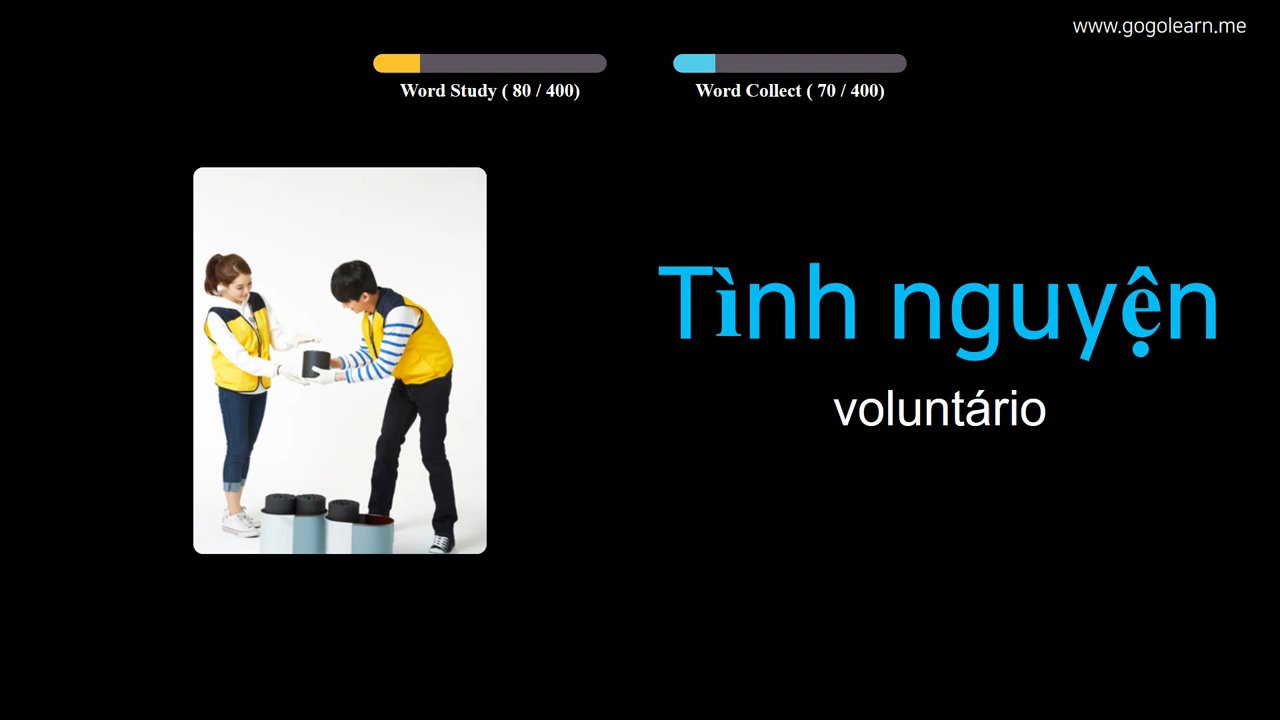 www.gogolearn.me
Word Study ( 80 / 400)
Word Collect ( 70 / 400)
Tình nguyện
voluntário